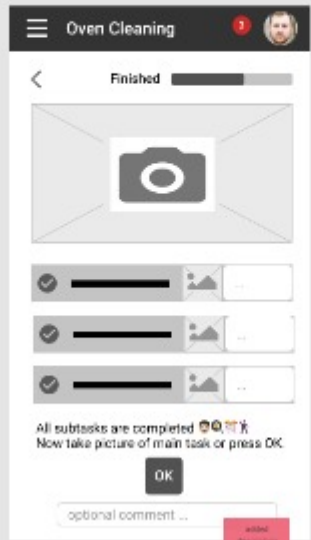 Oven Cleaning
3
Finished
..
..
..
All subtasks are completed
Now take picture of main task or press OK
OK
optional comment ...
added